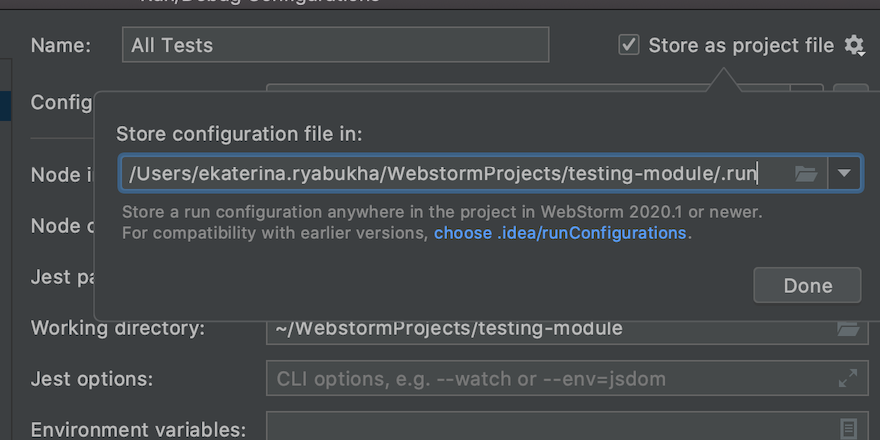 Name:
All Tests
Store as project file
Config
Store configuration file in:
/Users/ekaterina.ryabukha/WebstormProjects/testing-module/.run
Node i
Store a run configuration anywhere in the project in WebStorm 2020.1 or newer.
Node o
For compatibility with earlier versions, choose .idea/runConfigurations.
Jest pa
Done
Working directory:
~/WebstormProjects/testing-module
Jest options:
CLI options, e.g. --watch or --env=jsdom
Environment variables: